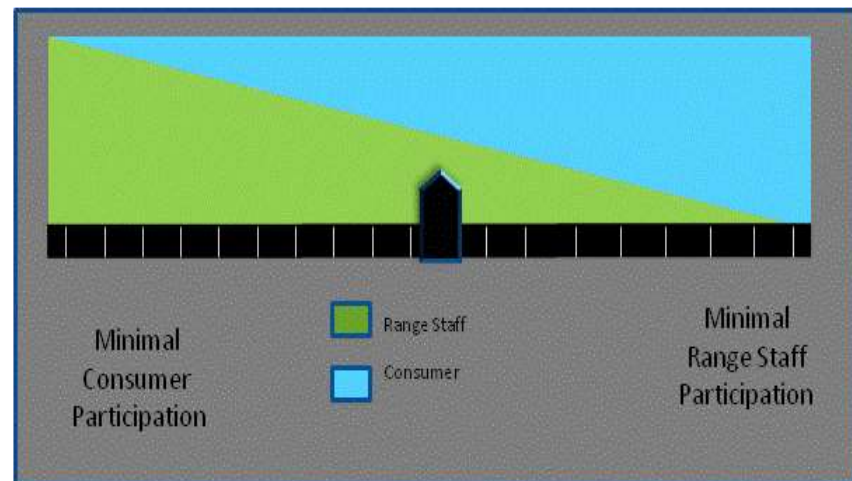 Range Staff
Consumer
Minimal
Consumer
Participation
Minimal
Range Staff
Participation